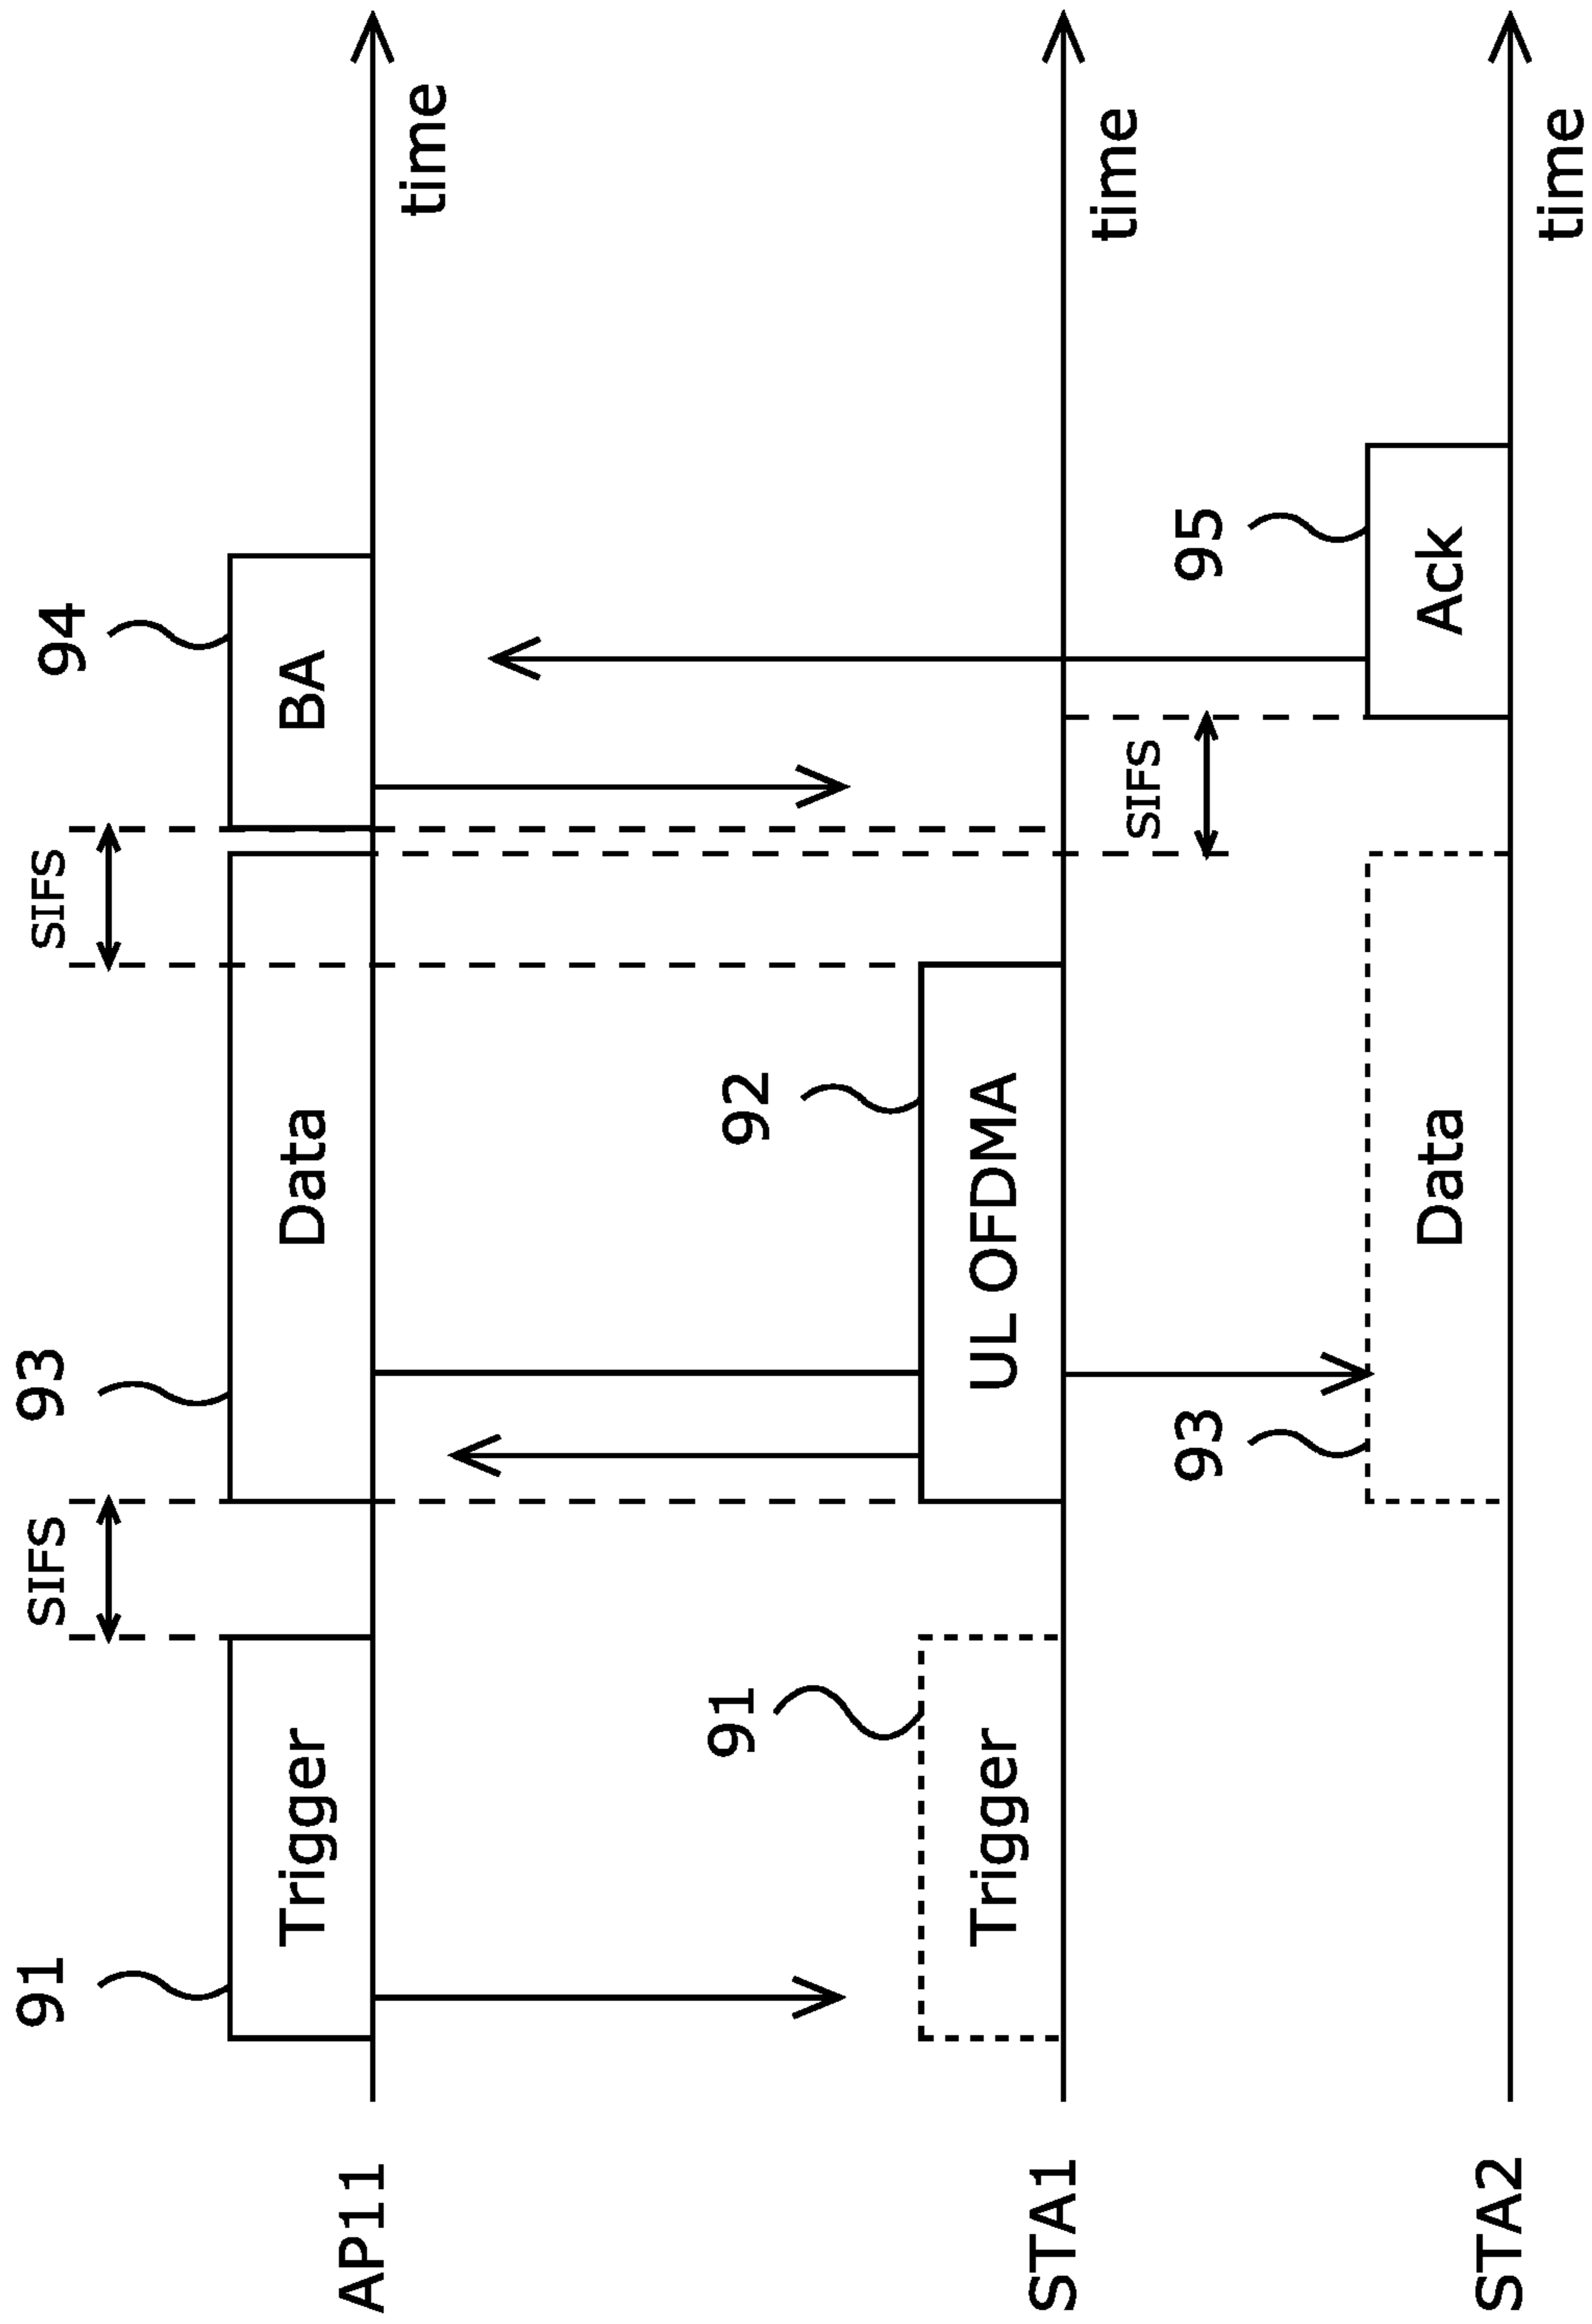 91
SIFS
93
SIFS
94
AP11
Trigger
Data
BA
time
91
92
STA1
Trigger
UL OFDMA
SIFS
time
93
95
STA2
Data
Ack
time